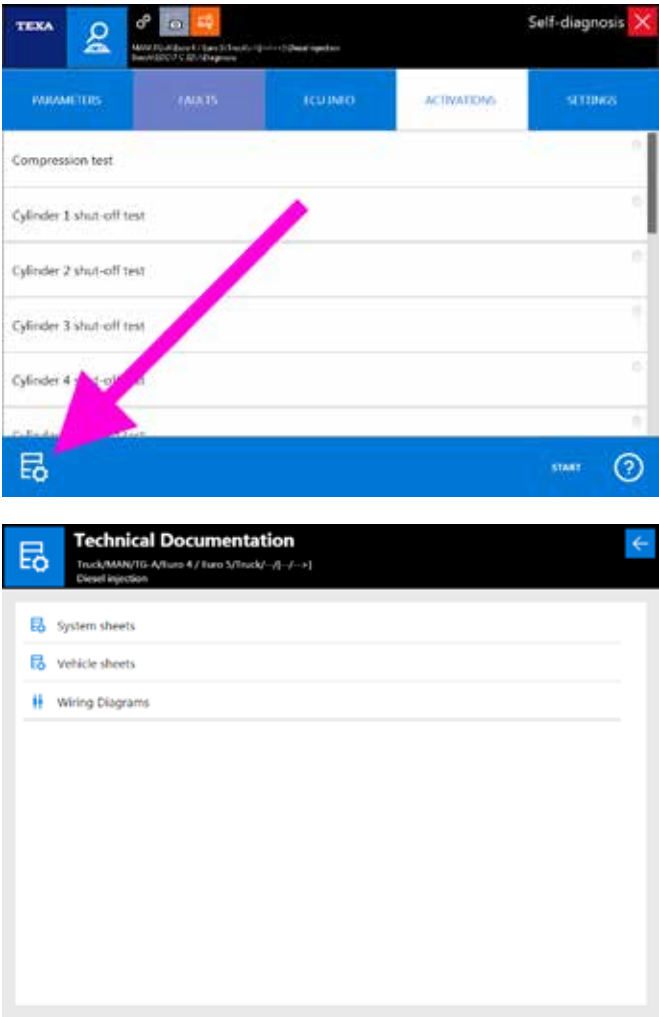 TEXA
Self-diagnosis
PARAMETERS
FAULTS
ECU INFO
ACTIVATIONS
SETTINGS
Compression test
Cylinder 1 shut-off test
Cylinder 2 shut-off test
Cylinder 3 shut-off test
Cylinder 4
START
Technical Documentation
Truck/MAN/TG-A/Euro 4 / Euro 5/Truck/--/[--/-->]
Diesel injection
System sheets
Vehicle sheets
Wiring Diagrams